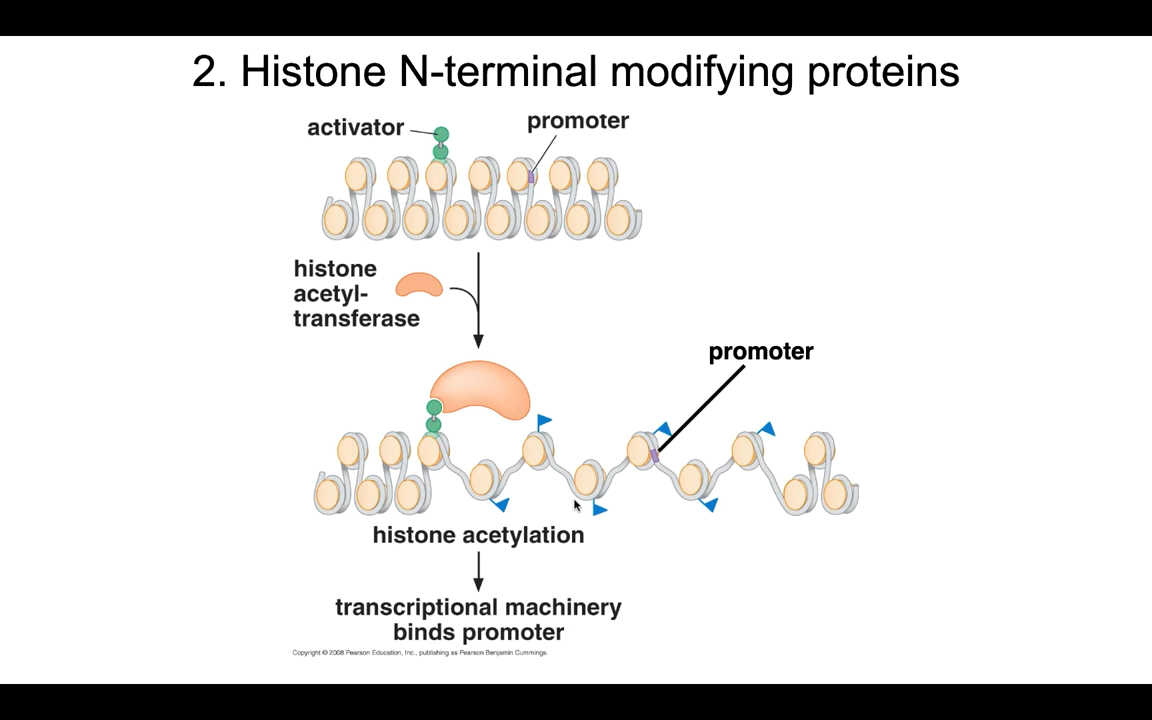 2. Histone N-terminal modifying proteins
activator
promoter
histone
acetyl-
transferase
promoter
histone acetylation
transcriptional machinery
binds promoter
Copyright © 2008 Pearson Education, Inc., publishing as Pearson Benjamin Cummings.